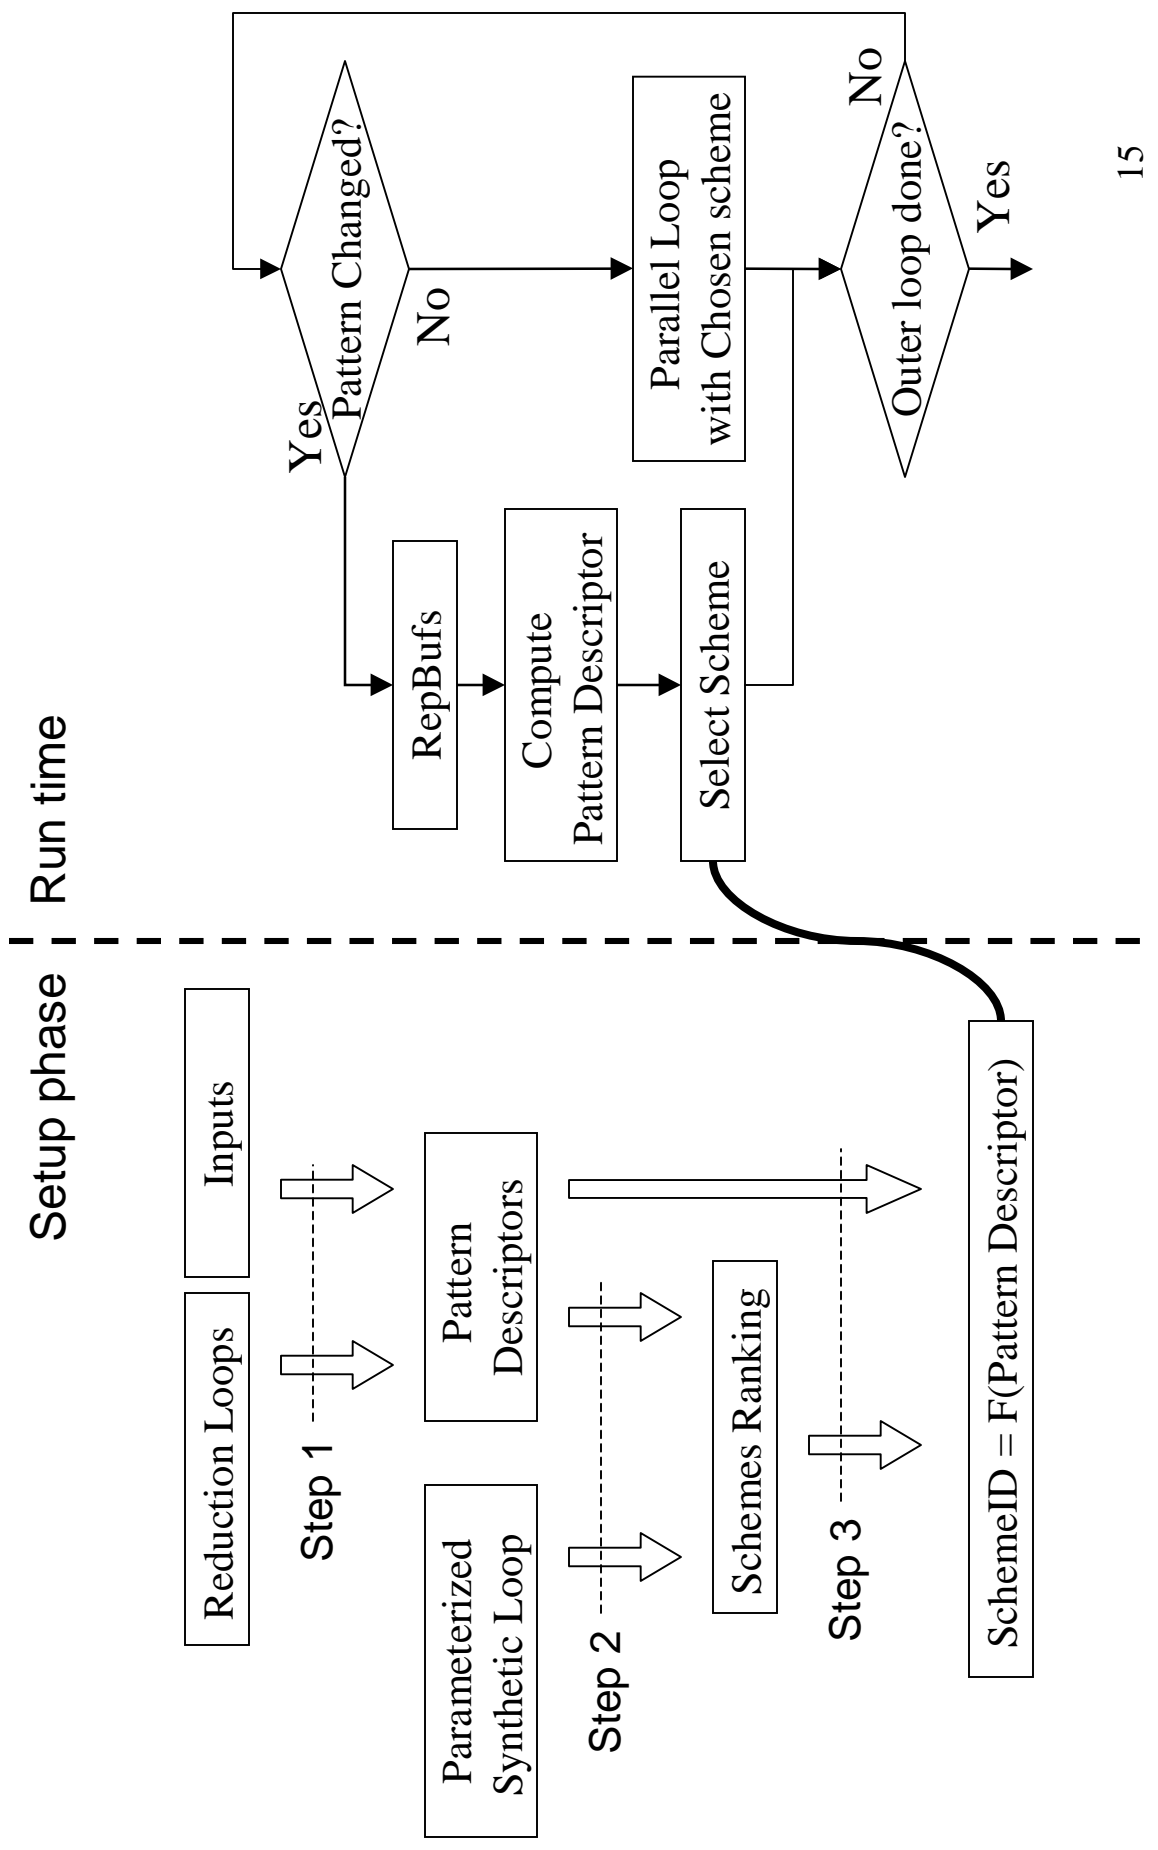 Setup phase
Run time
Reduction Loops
Inputs
Step 1
Parameterized
Synthetic Loop
Pattern
Descriptors
Step 2
Schemes Ranking
Step 3
SchemeID = F(Pattern Descriptor)
Pattern Changed?
Yes
No
RepBufs
Compute
Pattern Descriptor
Select Scheme
Parallel Loop
with Chosen scheme
Outer loop done?
No
Yes
15